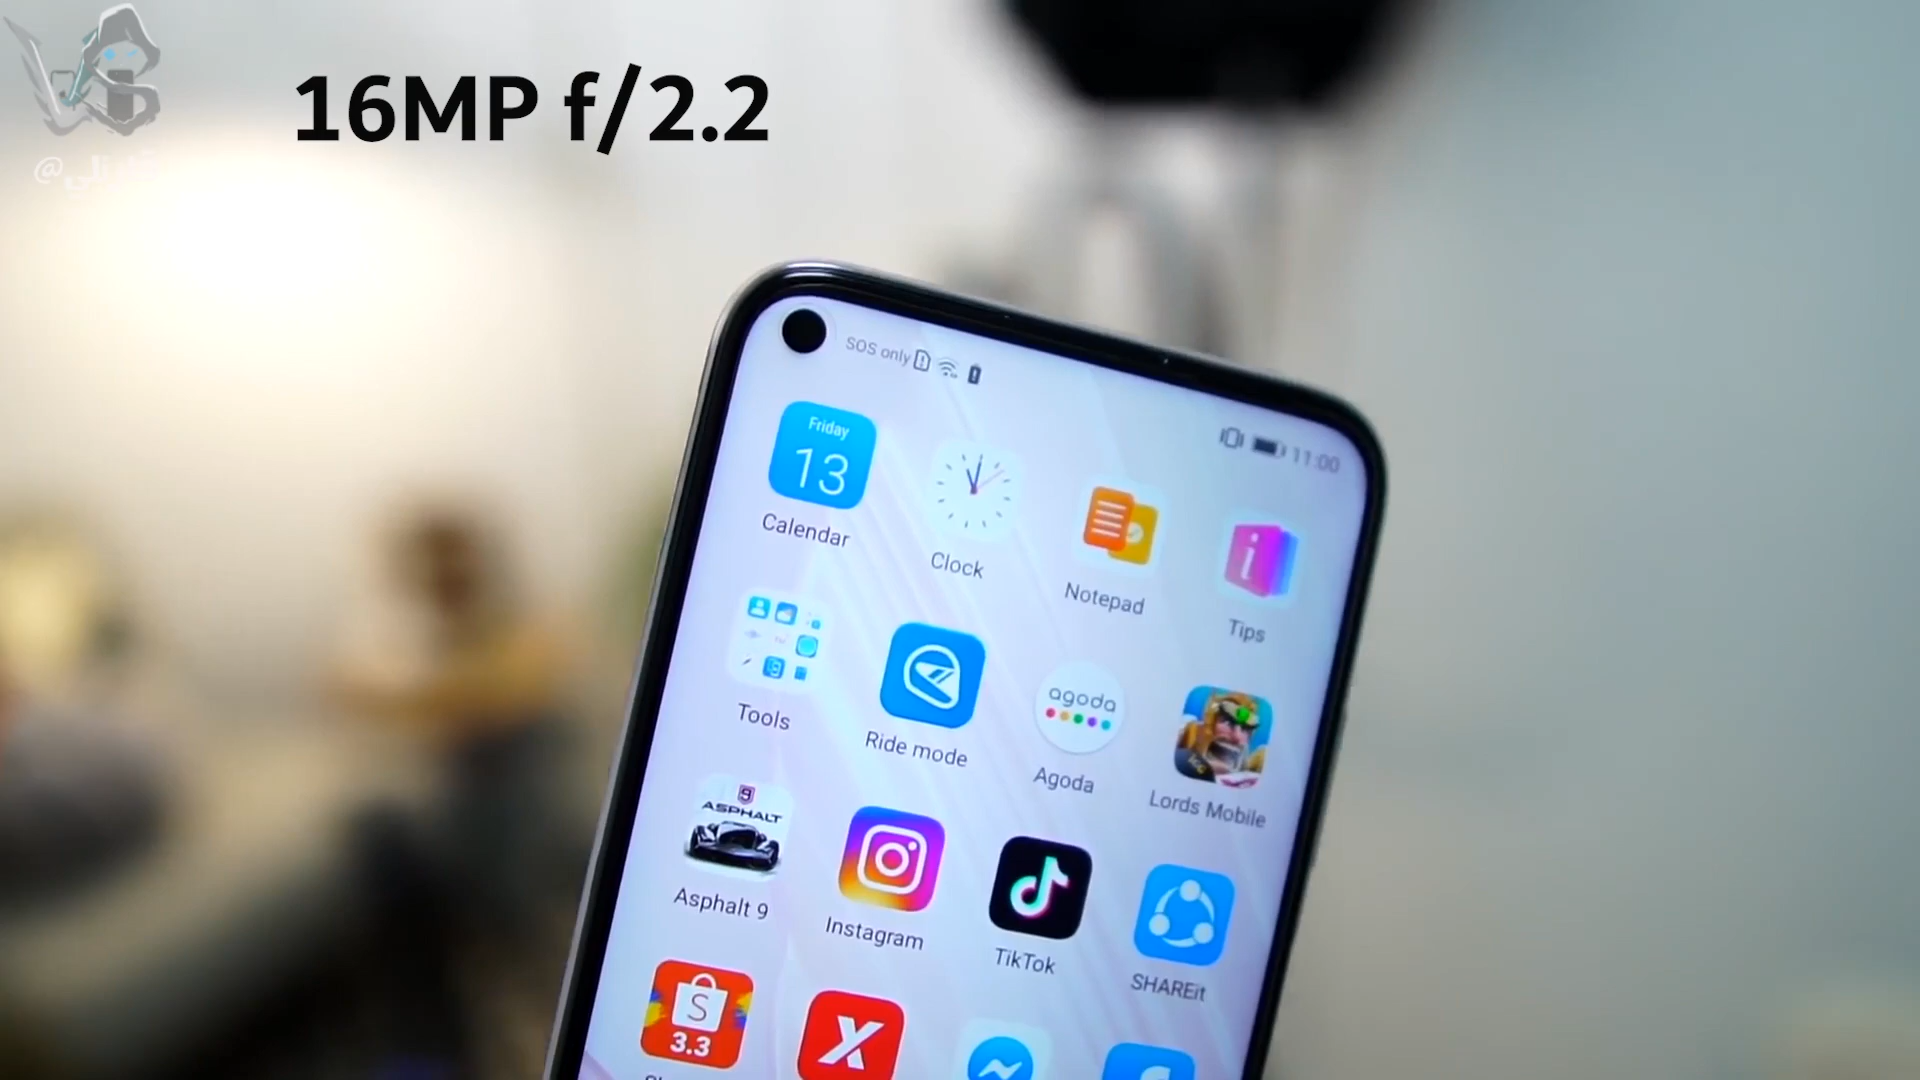 16MP f/2.2
SOS only
11:00
Friday
13
Calendar
Clock
Notepad
i
Tips
Tools
Ride mode
agoda
Agoda
Lords Mobile
9
ASPHALT
Asphalt 9
Instagram
TikTok
SHAREit
S
3.3
X